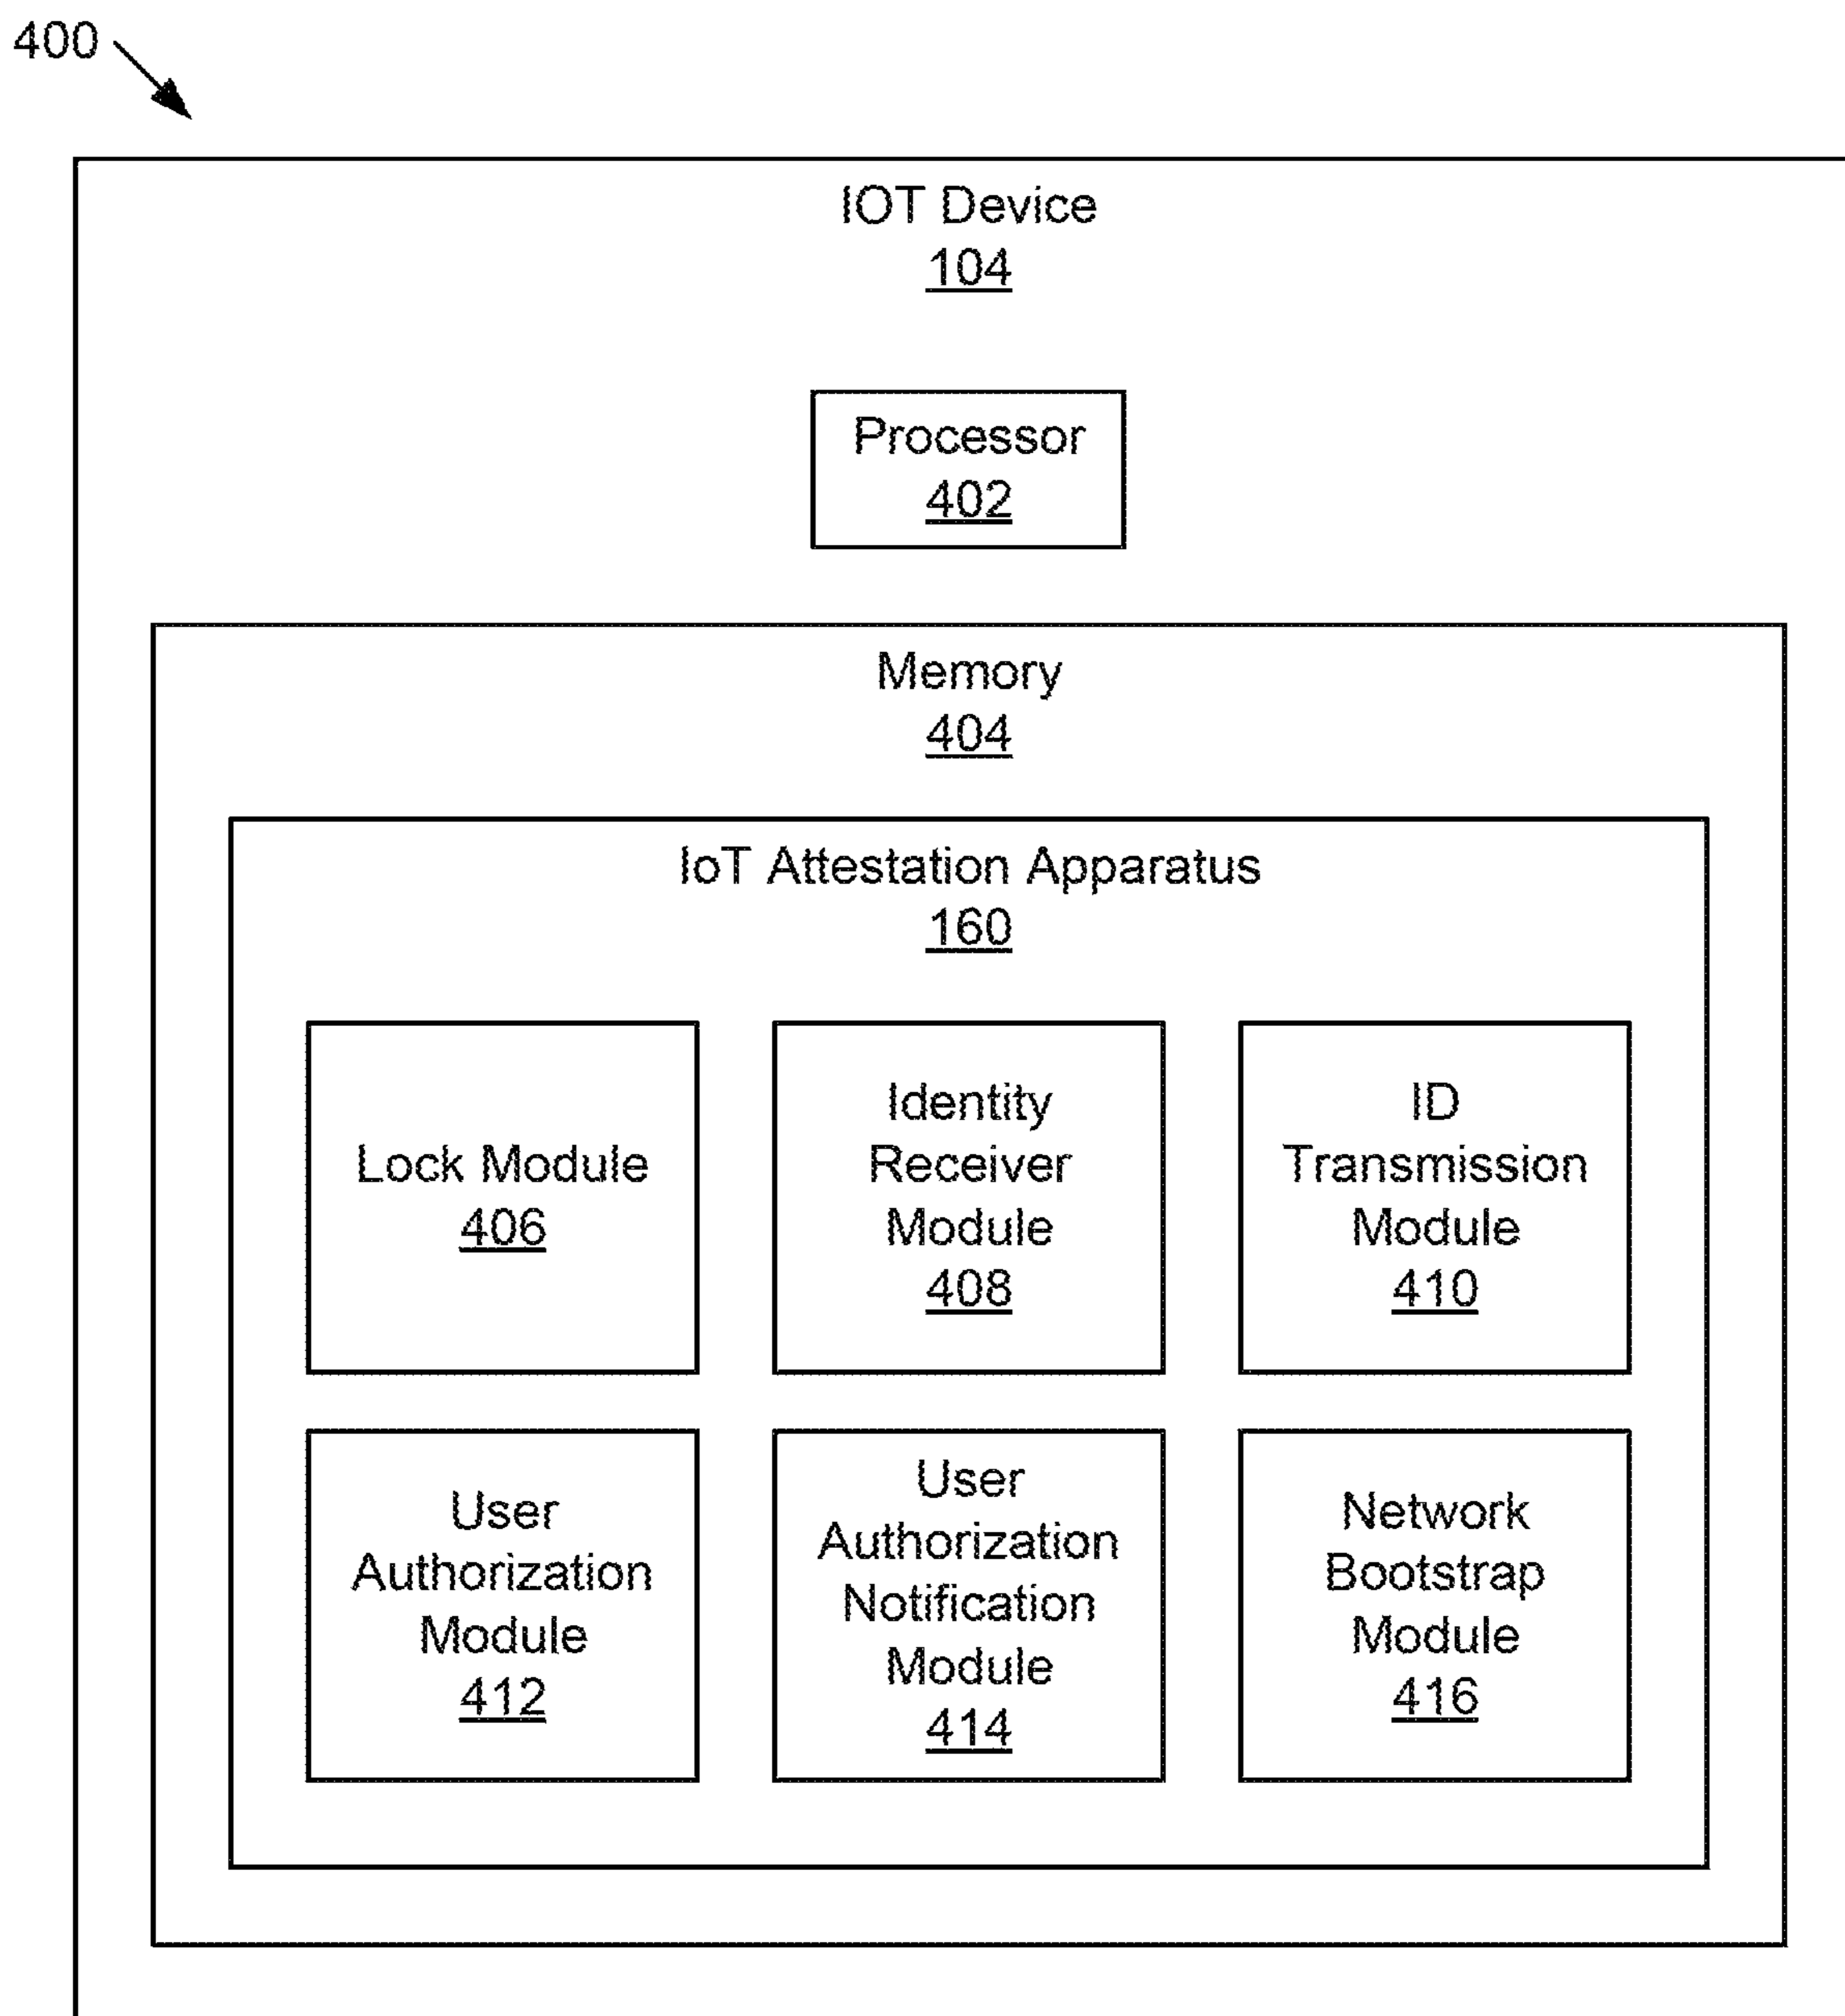 400
IOT Device
104
Processor
402
Memory
404
IoT Attestation Apparatus
160
Lock Module
406
Identity
Receiver
Module
408
ID
Transmission
Module
410
User
Authorization
Module
412
User
Authorization
Notification
Module
414
Network
Bootstrap
Module
416